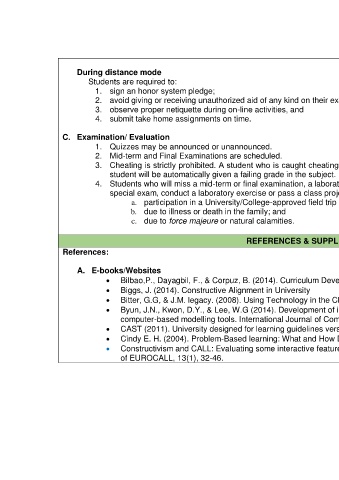 During distance mode
Students are required to:
1. sign an honor system pledge;
2. avoid giving or receiving unauthorized aid of any kind on their ex
3. observe proper netiquette during on-line activities, and
4. submit take home assignments on time.
C. Examination/ Evaluation
1. Quizzes may be announced or unannounced.
2. Mid-term and Final Examinations are scheduled.
3. Cheating is strictly prohibited. A student who is caught cheating
student will be automatically given a failing grade in the subject.
4. Students who will miss a mid-term or final examination, a laborat
special exam, conduct a laboratory exercise or pass a class proj
a. participation in a University/College-approved field trip
b. due to illness or death in the family; and
c. due to force majeure or natural calamities.
REFERENCES & SUPPL
References:
A. E-books/Websites
• Bilbao,P., Dayagbil, F., & Corpuz, B. (2014). Curriculum Deve
• Biggs, J. (2014). Constructive Alignment in University
• Bitter, G.G, & J.M. legacy. (2008). Using Technology in the Cl
• Byun, J.N., Kwon, D.Y., & Lee, W.G (2014). Development of i
computer-based modelling tools. International Journal of Com
• CAST (2011). University designed for learning guidelines vers
• Cindy E. H. (2004). Problem-Based learning: What and How D
• Constructivism and CALL: Evaluating some interactive feature
of EUROCALL, 13(1), 32-46.